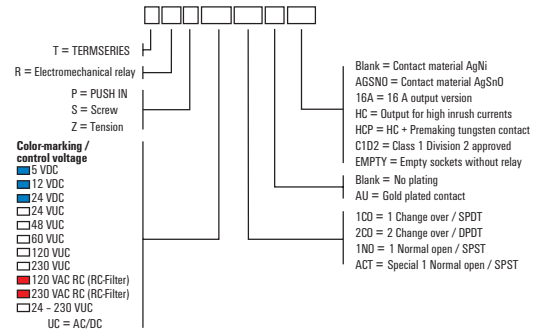 T = TERMSERIES
R = Electromechanical relay
P = PUSH IN
S = Screw
Z = Tension
Color-marking /
control voltage
5 VDC
12 VDC
24 VDC
24 VUC
48 VUC
60 VUC
120 VUC
230 VUC
120 VAC RC (RC-Filter)
230 VAC RC (RC-Filter)
24 – 230 VUC
UC = AC/DC
Blank = Contact material AgNi
AGSNO = Contact material AgSnO
16A = 16 A output version
HC = Output for high inrush currents
HCP = HC + Premaking tungsten contact
C1D2 = Class 1 Division 2 approved
EMPTY = Empty sockets without relay
Blank = No plating
AU = Gold plated contact
1CO = 1 Change over / SPDT
2CO = 2 Change over / DPDT
1NO = 1 Normal open / SPST
ACT = Special 1 Normal open / SPST